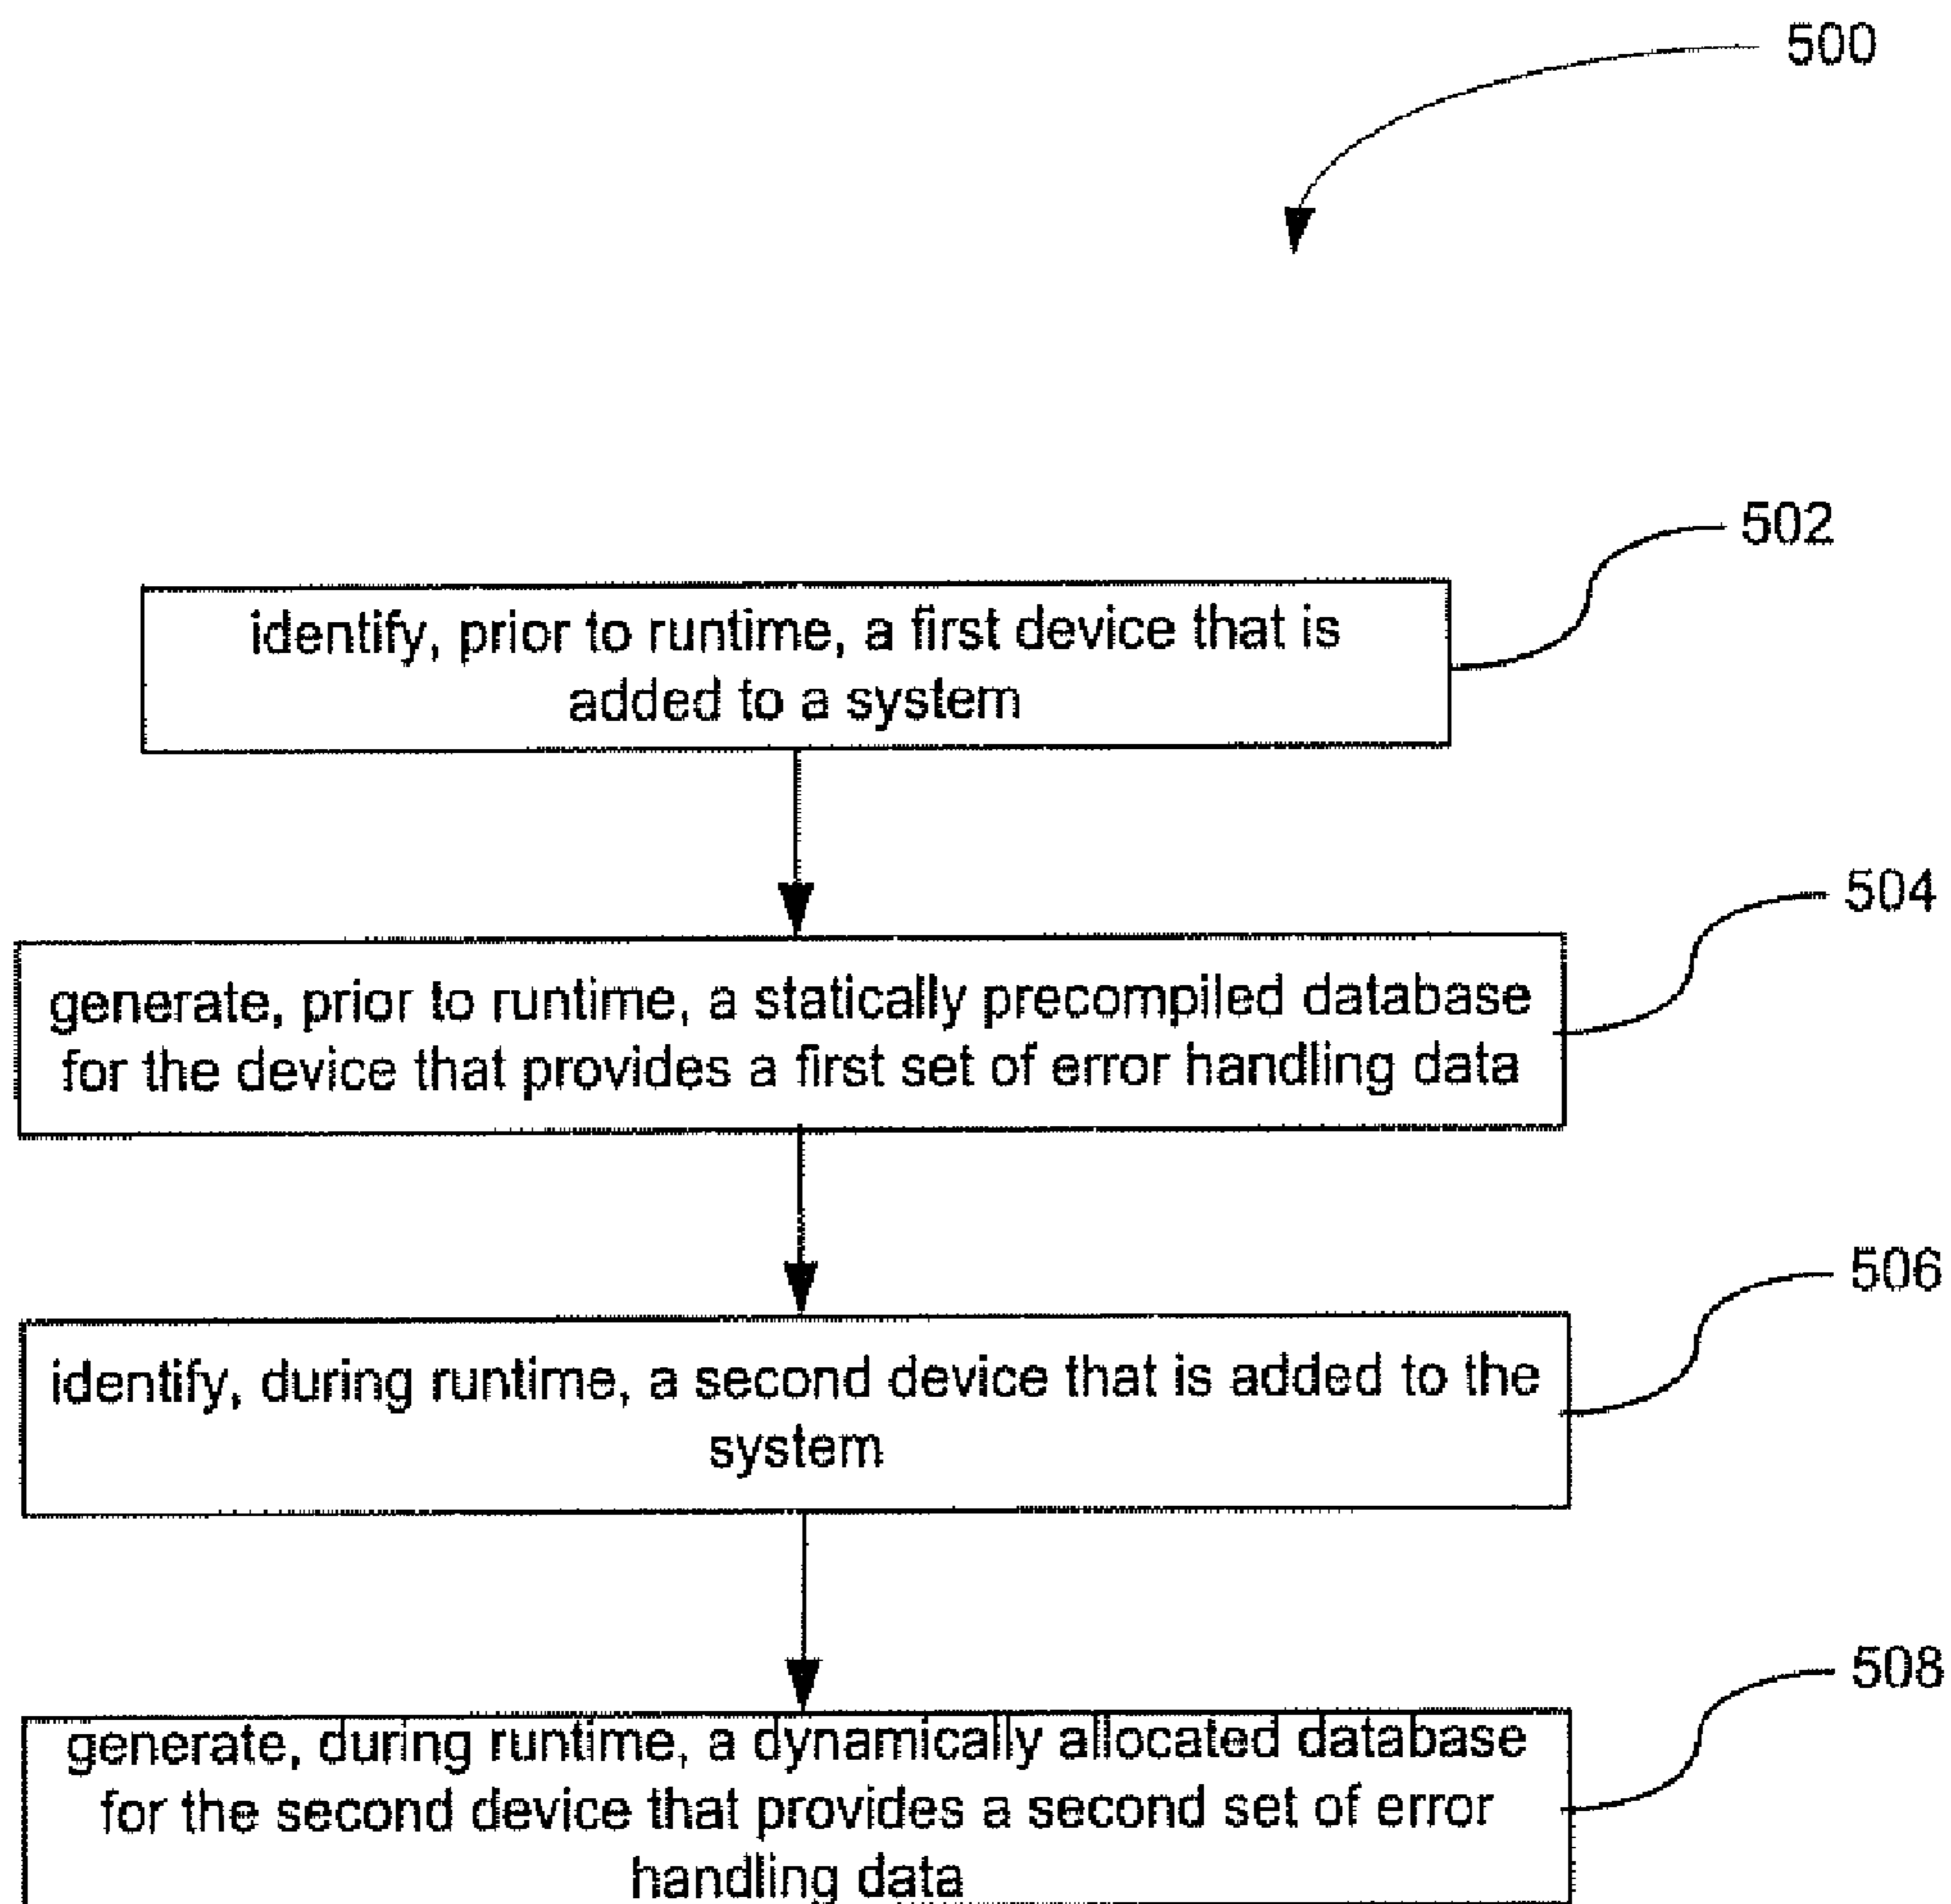 500
502
identify, prior to runtime, a first device that is
added to a system
504
generate, prior to runtime, a statically precompiled database
for the device that provides a first set of error handling data
506
identify, during runtime, a second device that is added to the
system
508
generate, during runtime, a dynamically allocated database
for the second device that provides a second set of error
handling data